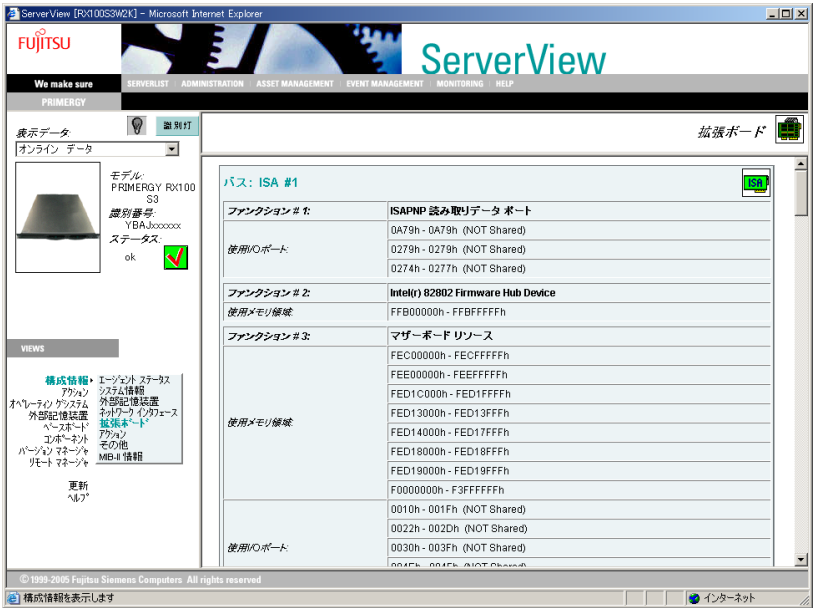 ServerView [RX100S3W2K] - Microsoft Internet Explorer
FUJITSU
ServerView
We make sure
SERVERLIST ADMINISTRATION ASSET MANAGEMENT EVENT MANAGEMENT MONITORING HELP
PRIMERGY
表示データ:
識別灯
オンライン データ
拡張ボード
モデル:
PRIMERGY RX100
S3
識別番号:
YBAJxxxxxx
ステータス:
ok
バス: ISA #1
ISA
ファンクション # 1:
ISAPNP 読み取りデータ ポート
使用I/Oポート:
0A79h - 0A79h (NOT Shared)
0279h - 0279h (NOT Shared)
0274h - 0277h (NOT Shared)
ファンクション # 2:
Intel(r) 82802 Firmware Hub Device
使用メモリ領域:
FFB00000h - FFBFFFFFh
ファンクション # 3:
マザーボード リソース
使用メモリ領域:
FEC00000h - FECFFFFFh
FEE00000h - FEEFFFFFh
FED1C000h - FED1FFFFh
FED13000h - FED13FFFh
FED14000h - FED17FFFh
FED18000h - FED18FFFh
FED19000h - FED19FFFh
F0000000h - F3FFFFFFh
使用I/Oポート:
0010h - 001Fh (NOT Shared)
0022h - 002Dh (NOT Shared)
0030h - 003Fh (NOT Shared)
VIEWS
構成情報
アクション
オペレーティングシステム
外部記憶装置
ベースボード
コンポーネント
バージョン マネージャ
リモート マネージャ
更新
ヘルプ
エージェント ステータス
システム情報
外部記憶装置
ネットワーク インタフェース
拡張ボード
アクション
その他
MIB-II 情報
© 1999-2005 Fujitsu Siemens Computers All rights reserved
構成情報を表示します
インターネット